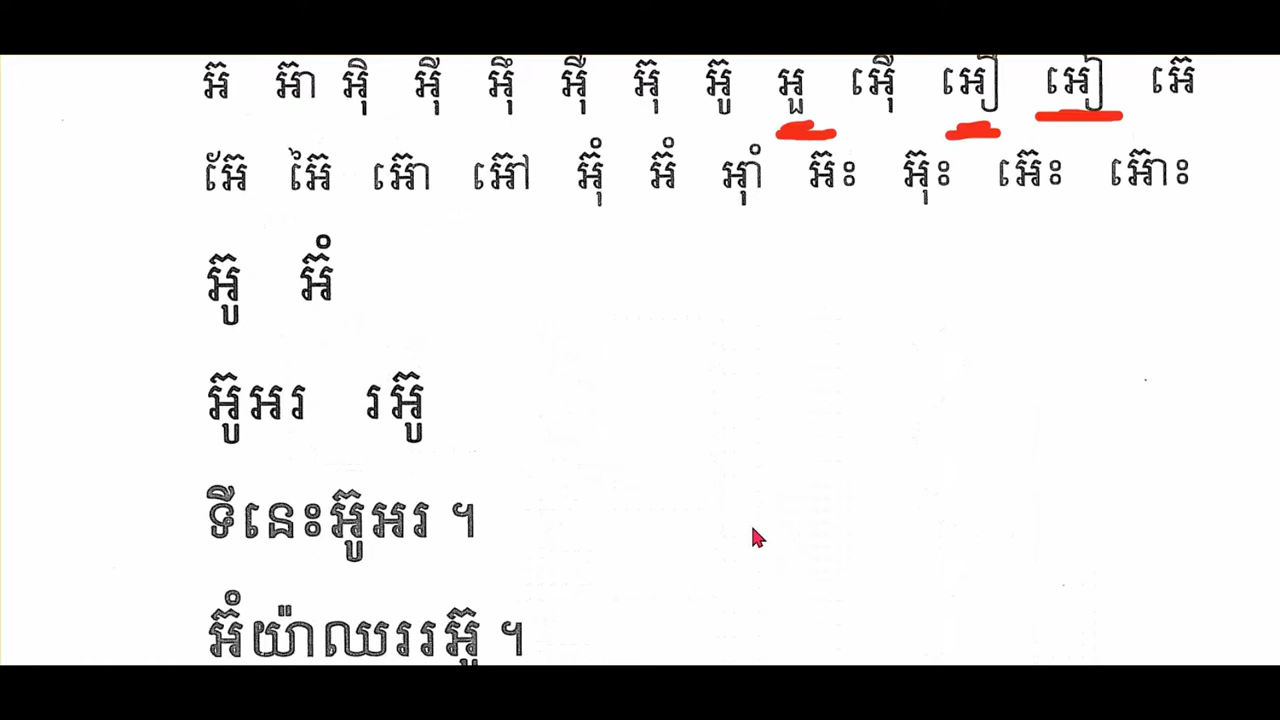 អ៊ អ៊ា អ៊ិ អ៊ី អ៊ឹ អ៊ឺ អ៊ុ អ៊ូ អួ អ៊ើ អឿ អៀ អ៊េ
អ៊ែ អ៊ៃ អ៊ោ អ៊ៅ អ៊ុំ អ៊ំ អ៊ាំ អ៊ះ អ៊ុះ អ៊េះ អ៊ោះ
អ៊ូ អ៊ំ
អ៊ូអរ រអ៊ូ
ទីនេះអ៊ូអរ ។
អ៊ំយ៉ាឈររអ៊ូ ។